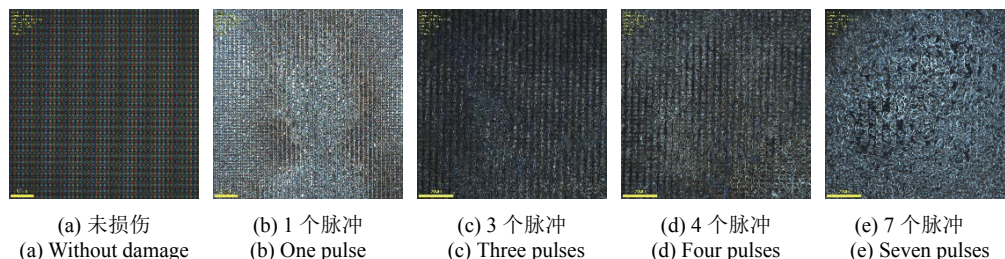 (a) 未损伤
(a) Without damage
(b) 1 个脉冲
(b) One pulse
(c) 3 个脉冲
(c) Three pulses
(d) 4 个脉冲
(d) Four pulses
(e) 7 个脉冲
(e) Seven pulses